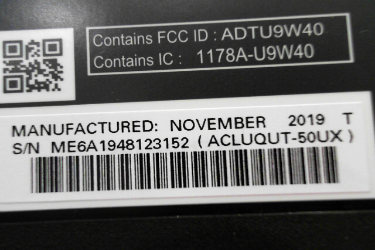 Contains FCC ID : ADTU9W40
Contains IC : 1178A-U9W40
MANUFACTURED: NOVEMBER 2019 T
S/N ME6A1948123152 ( ACLUQUT-50UX )